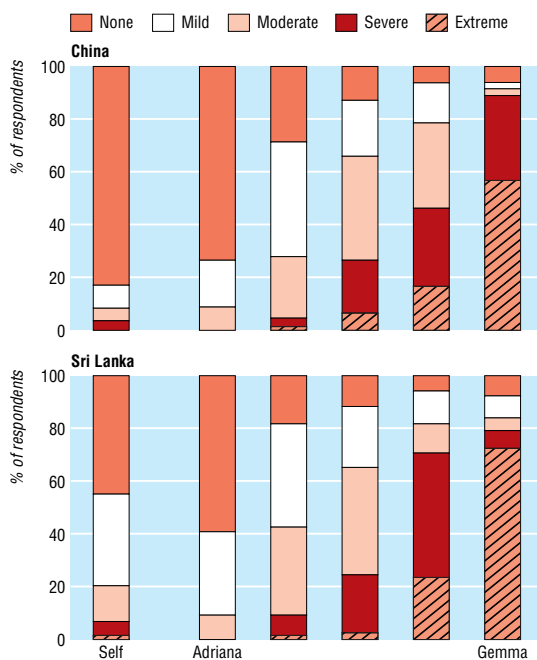 None Mild Moderate Severe Extreme
China
% of respondents
100
80
60
40
20
0
Sri Lanka
% of respondents
100
80
60
40
20
0
Self Adriana Gemma